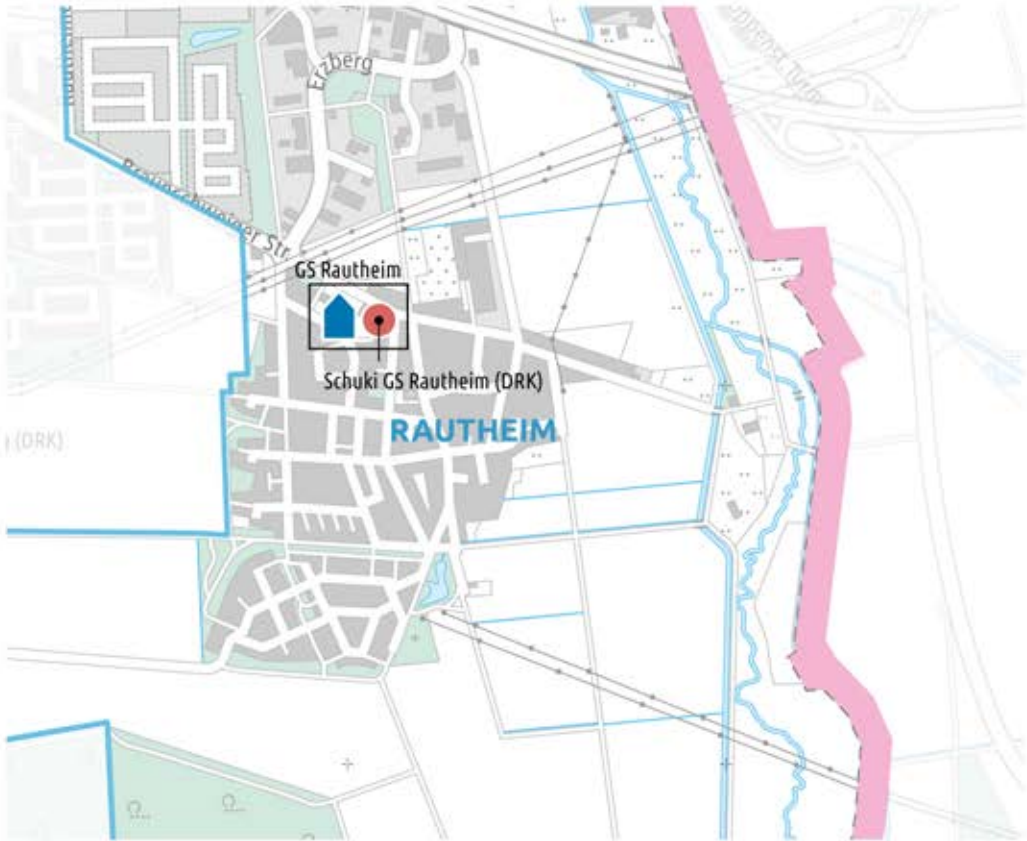 Erzberg
Braunschweiger Str.
GS Rautheim
Schuki GS Rautheim (DRK)
RAUTHEIM
(DRK)